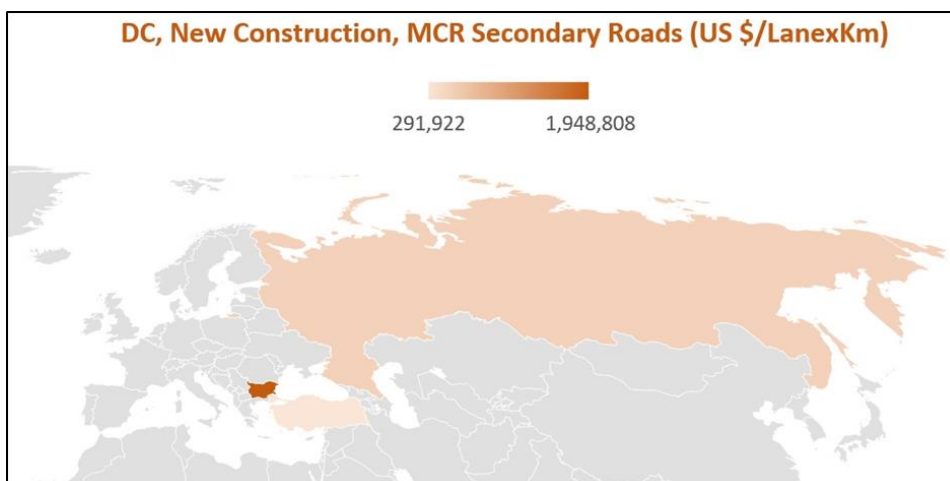 DC, New Construction, MCR Secondary Roads (US $/LanexKm)
291,922 1,948,808